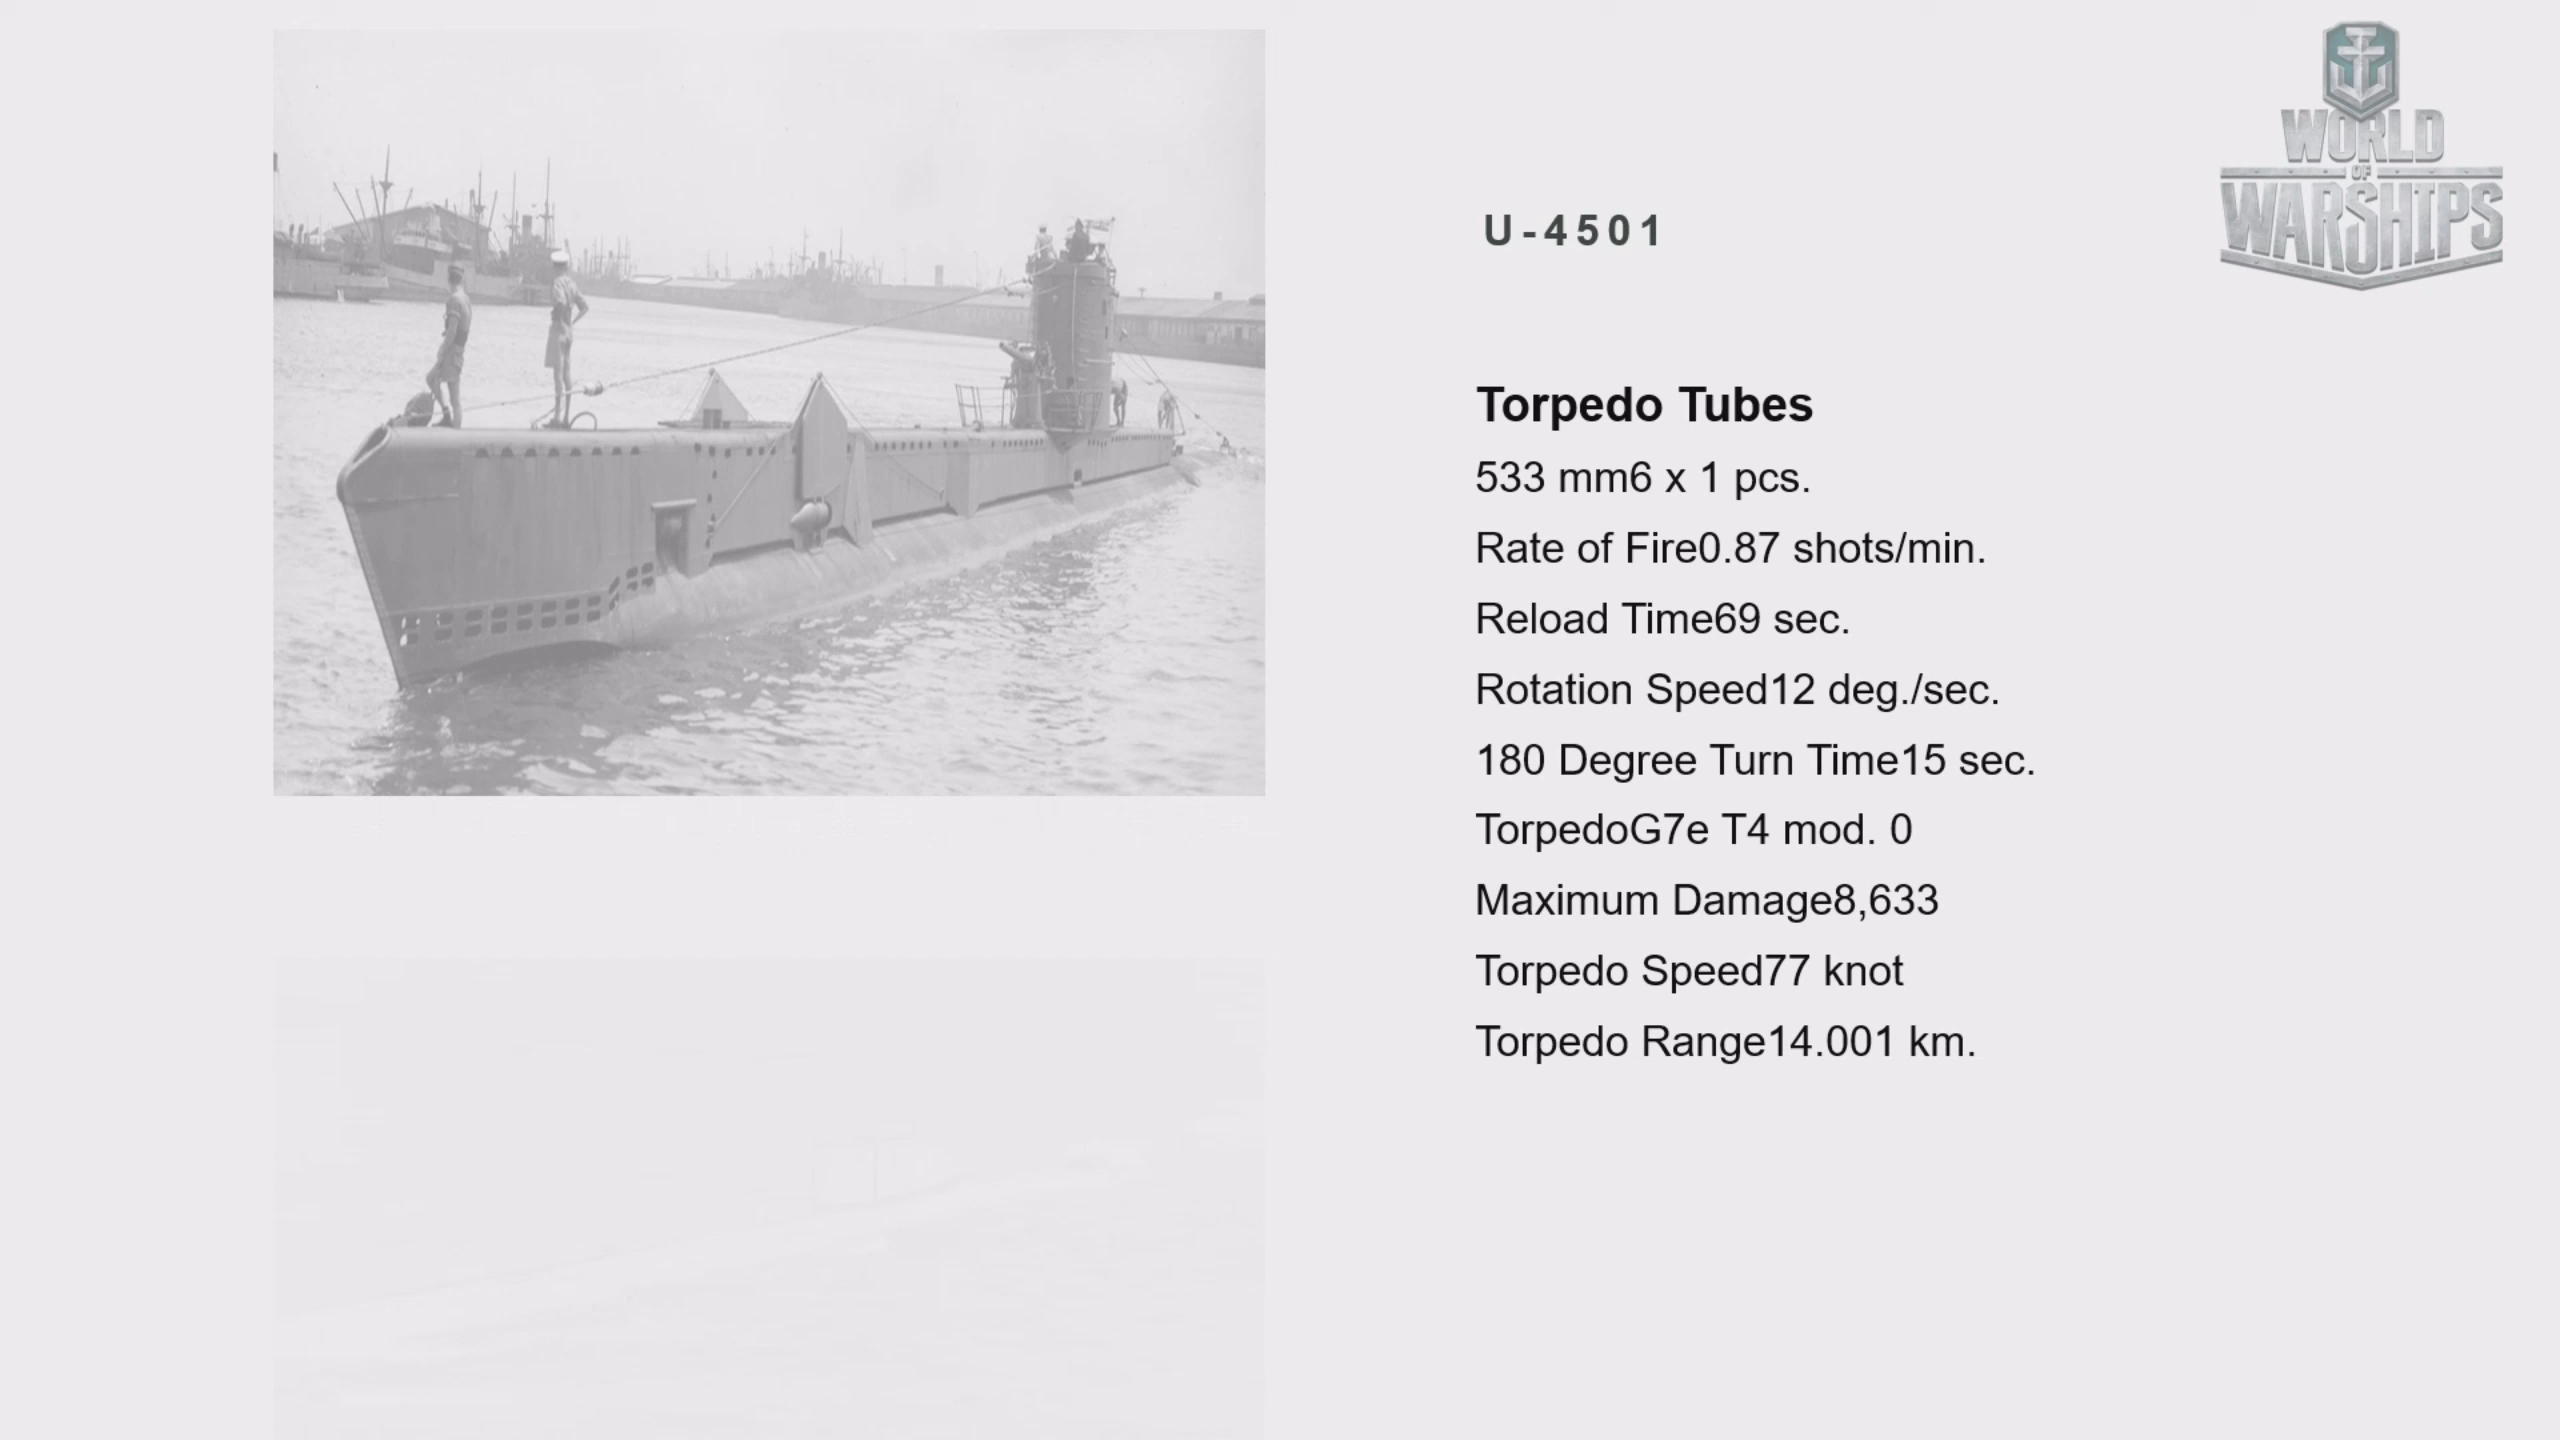 WORLD
OF
WARSHIPS
U-4501
Torpedo Tubes
533 mm6 x 1 pcs.
Rate of Fire0.87 shots/min.
Reload Time69 sec.
Rotation Speed12 deg./sec.
180 Degree Turn Time15 sec.
TorpedoG7e T4 mod. 0
Maximum Damage8,633
Torpedo Speed77 knot
Torpedo Range14.001 km.